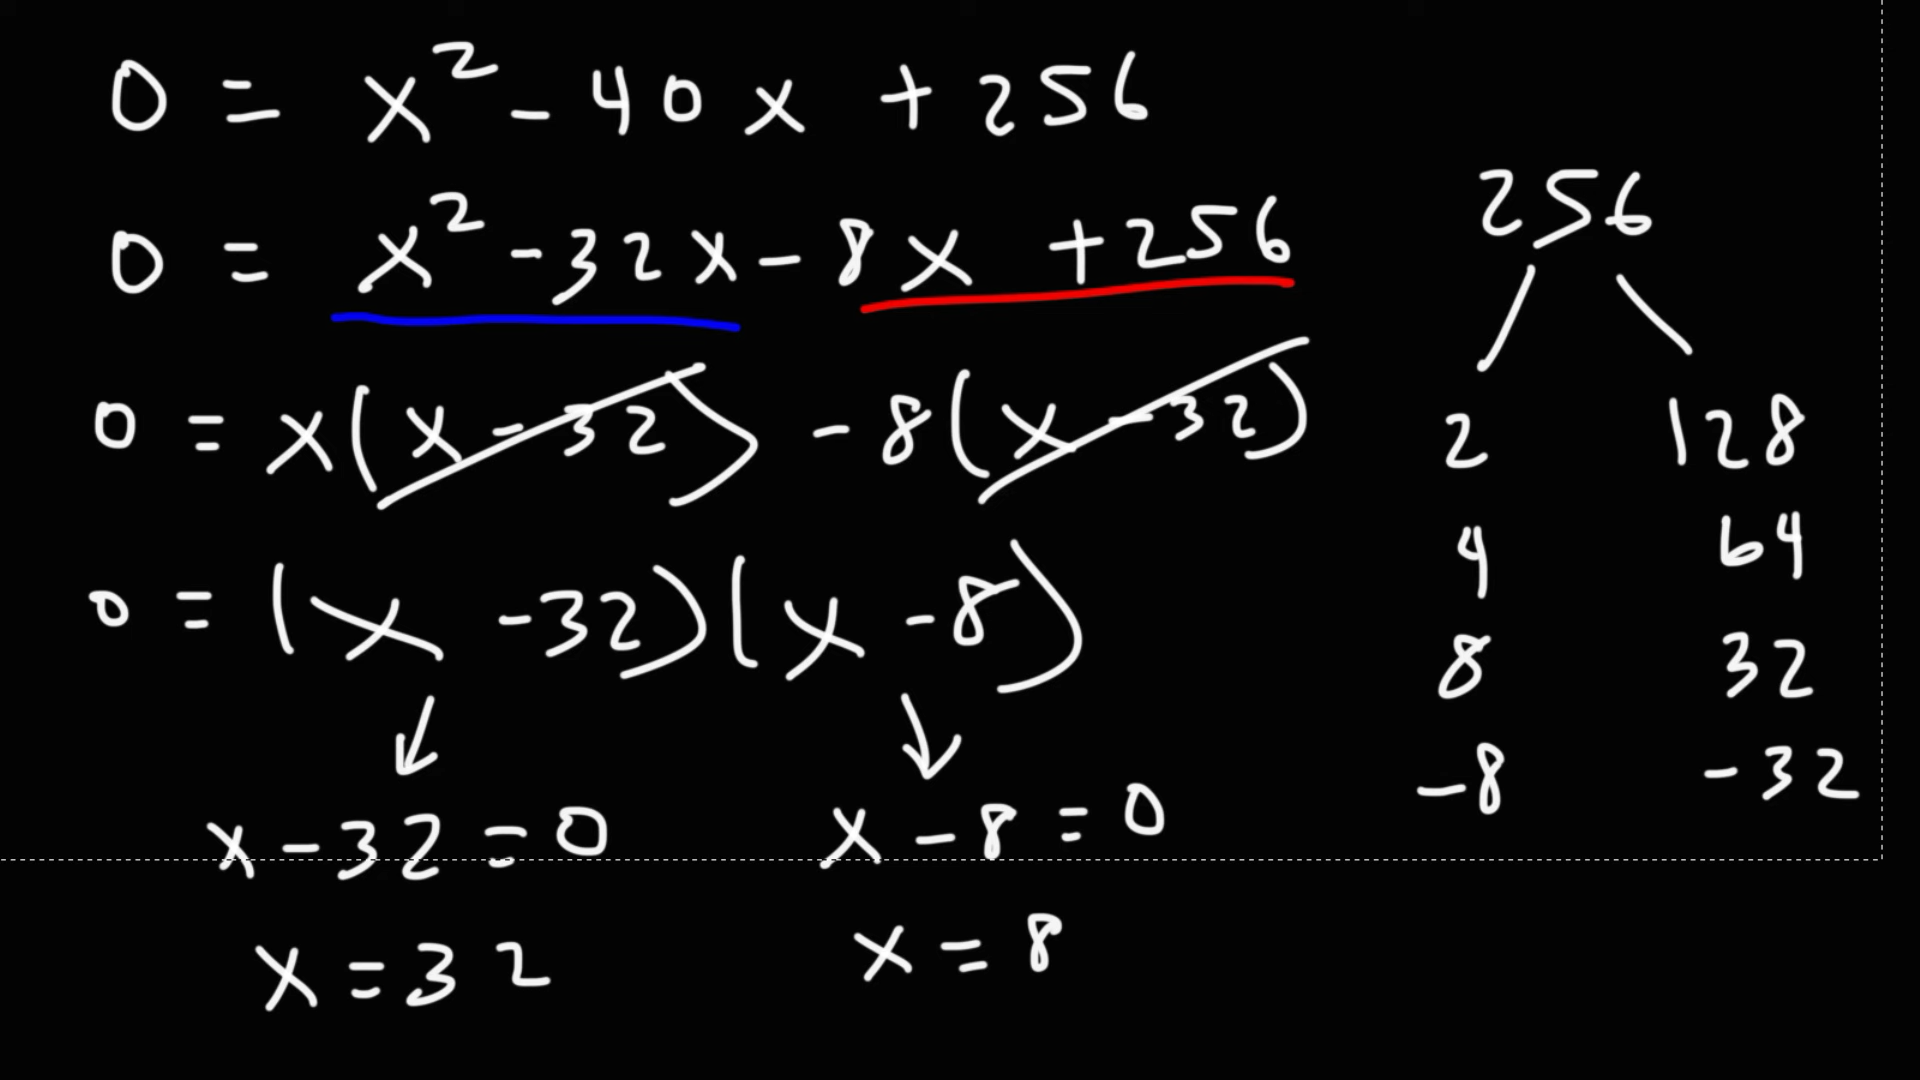 0 = x² - 40x + 256
0 = x² - 32x - 8x + 256
0 = x(x - 32) - 8(x - 32)
0 = (x - 32)(x - 8)
x - 32 = 0
x - 8 = 0
x = 32
x = 8
256
2 128
4 64
8 32
-8 -32